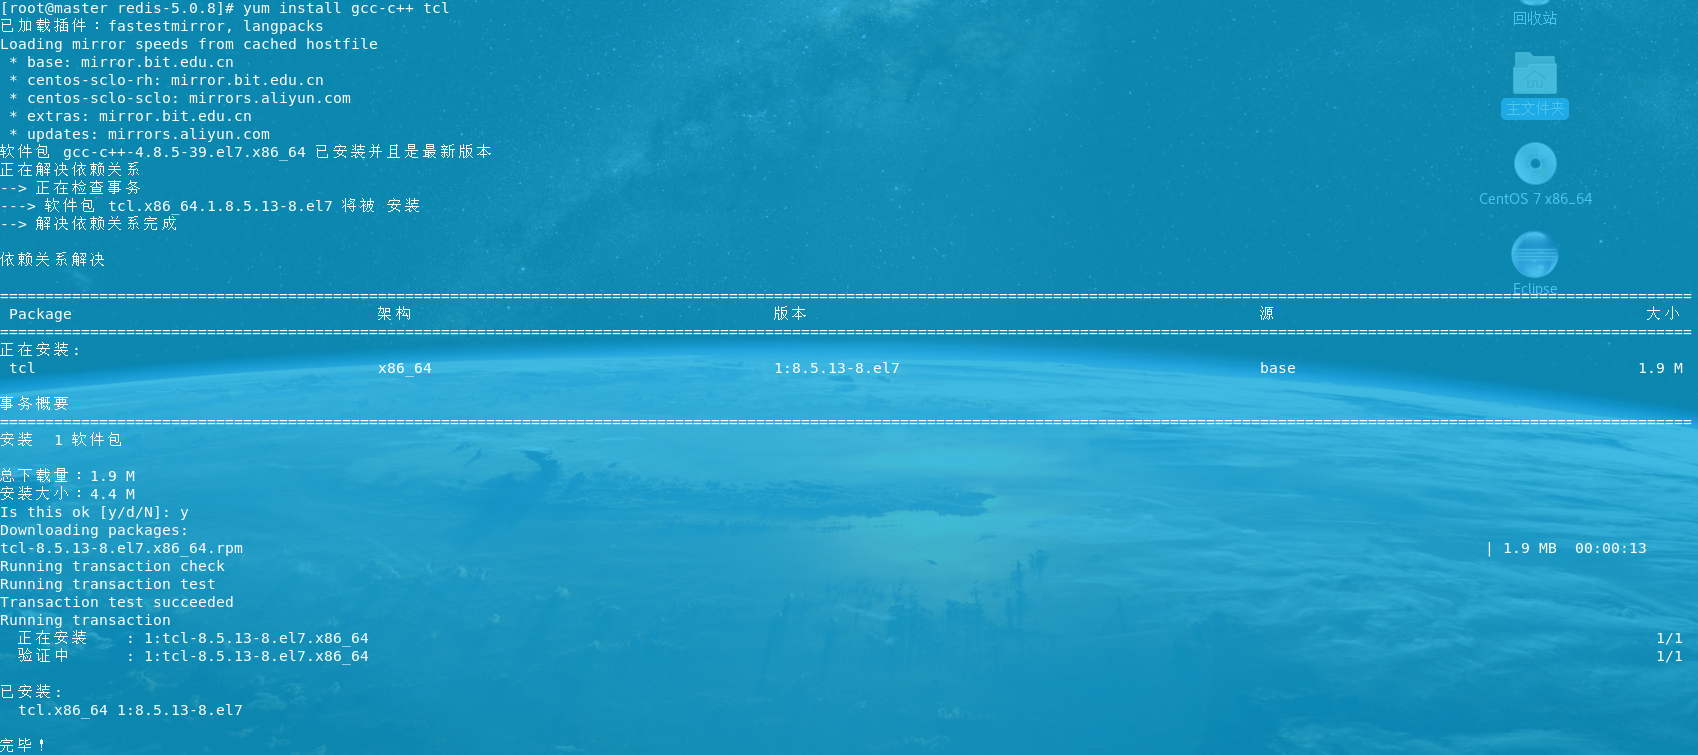 [root@master redis-5.0.8]# yum install gcc-c++ tcl
已加载插件：fastestmirror, langpacks
Loading mirror speeds from cached hostfile
 * base: mirror.bit.edu.cn
 * centos-sclo-rh: mirror.bit.edu.cn
 * centos-sclo-sclo: mirrors.aliyun.com
 * extras: mirror.bit.edu.cn
 * updates: mirrors.aliyun.com
软件包 gcc-c++-4.8.5-39.el7.x86_64 已安装并且是最新版本
正在解决依赖关系
--> 正在检查事务
---> 软件包 tcl.x86_64.1.8.5.13-8.el7 将被 安装
--> 解决依赖关系完成
依赖关系解决
================================================================================
 Package 架构 版本 源 大小
================================================================================
正在安装:
 tcl x86_64 1:8.5.13-8.el7 base 1.9 M
事务概要
================================================================================
安装  1 软件包
总下载量：1.9 M
安装大小：4.4 M
Is this ok [y/d/N]: y
Downloading packages:
tcl-8.5.13-8.el7.x86_64.rpm | 1.9 MB  00:00:13
Running transaction check
Running transaction test
Transaction test succeeded
Running transaction
  正在安装    : 1:tcl-8.5.13-8.el7.x86_64 1/1
  验证中      : 1:tcl-8.5.13-8.el7.x86_64 1/1
已安装:
  tcl.x86_64 1:8.5.13-8.el7
完毕！
回收站
主文件夹
CentOS 7 x86_64
Eclipse